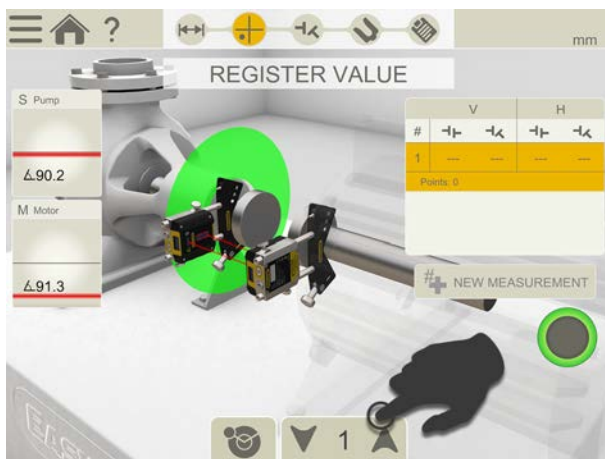 ?
mm
REGISTER VALUE
S Pump
∡90.2
M Motor
∡91.3
V H
#
1 --- --- --- ---
Points: 0
# NEW MEASUREMENT
1